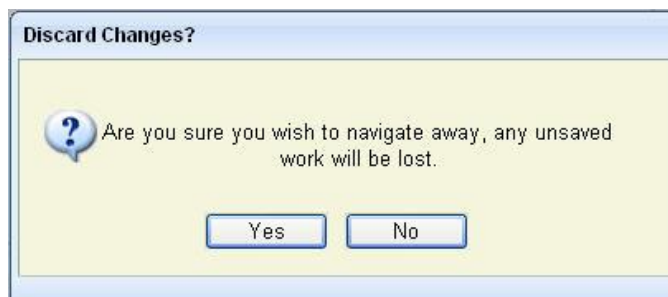 Discard Changes?
Are you sure you wish to navigate away, any unsaved
work will be lost.
Yes No